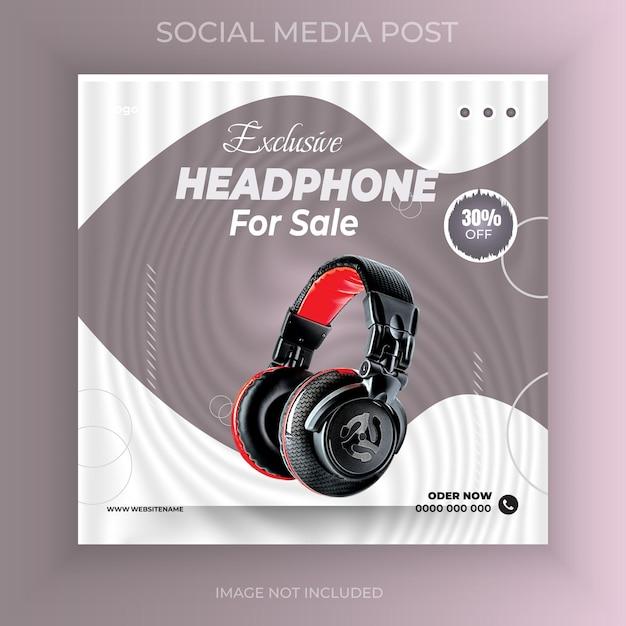 SOCIAL MEDIA POST
logo
Exclusive
HEADPHONE
For Sale
30%
OFF
WWW.WEBSITENAME
ODER NOW
0000 000 000
IMAGE NOT INCLUDED